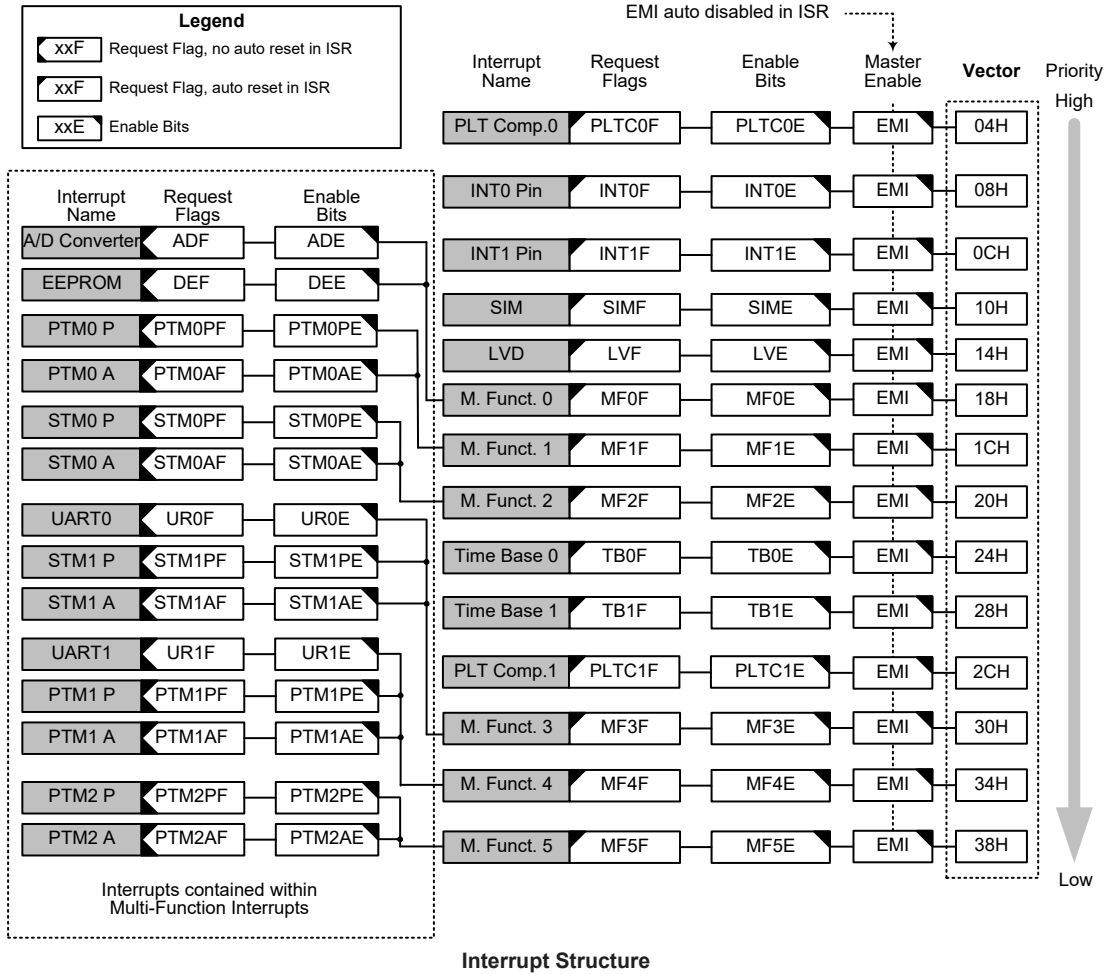 Legend
xxF Request Flag, no auto reset in ISR
xxF Request Flag, auto reset in ISR
xxE Enable Bits
EMI auto disabled in ISR
Interrupt Name Request Flags Enable Bits Master Enable Vector Priority
High
PLT Comp.0 PLTC0F PLTC0E EMI 04H
INT0 Pin INT0F INT0E EMI 08H
INT1 Pin INT1F INT1E EMI 0CH
SIM SIMF SIME EMI 10H
LVD LVF LVE EMI 14H
M. Funct. 0 MF0F MF0E EMI 18H
M. Funct. 1 MF1F MF1E EMI 1CH
M. Funct. 2 MF2F MF2E EMI 20H
Time Base 0 TB0F TB0E EMI 24H
Time Base 1 TB1F TB1E EMI 28H
PLT Comp.1 PLTC1F PLTC1E EMI 2CH
M. Funct. 3 MF3F MF3E EMI 30H
M. Funct. 4 MF4F MF4E EMI 34H
M. Funct. 5 MF5F MF5E EMI 38H
Low
Interrupt Name Request Flags Enable Bits
A/D Converter ADF ADE
EEPROM DEF DEE
PTM0 P PTM0PF PTM0PE
PTM0 A PTM0AF PTM0AE
STM0 P STM0PF STM0PE
STM0 A STM0AF STM0AE
UART0 UR0F UR0E
STM1 P STM1PF STM1PE
STM1 A STM1AF STM1AE
UART1 UR1F UR1E
PTM1 P PTM1PF PTM1PE
PTM1 A PTM1AF PTM1AE
PTM2 P PTM2PF PTM2PE
PTM2 A PTM2AF PTM2AE
Interrupts contained within
Multi-Function Interrupts
Interrupt Structure